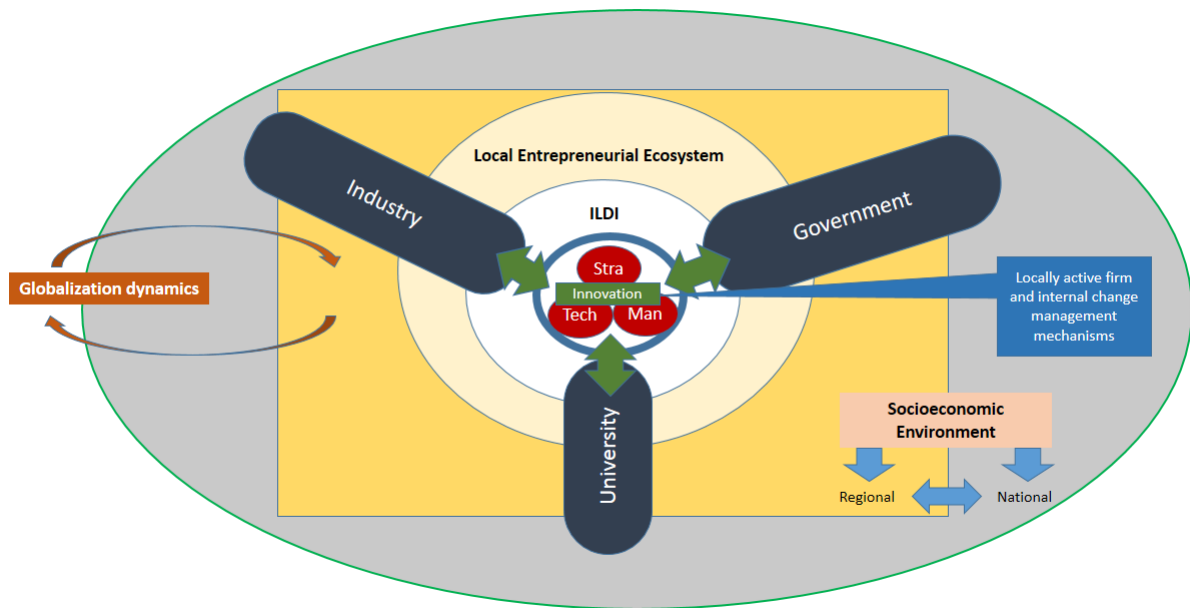 Local Entrepreneurial Ecosystem
Industry
Government
ILDI
Stra
Innovation
Tech
Man
Globalization dynamics
Locally active firm
and internal change
management
mechanisms
University
Socioeconomic
Environment
Regional
National